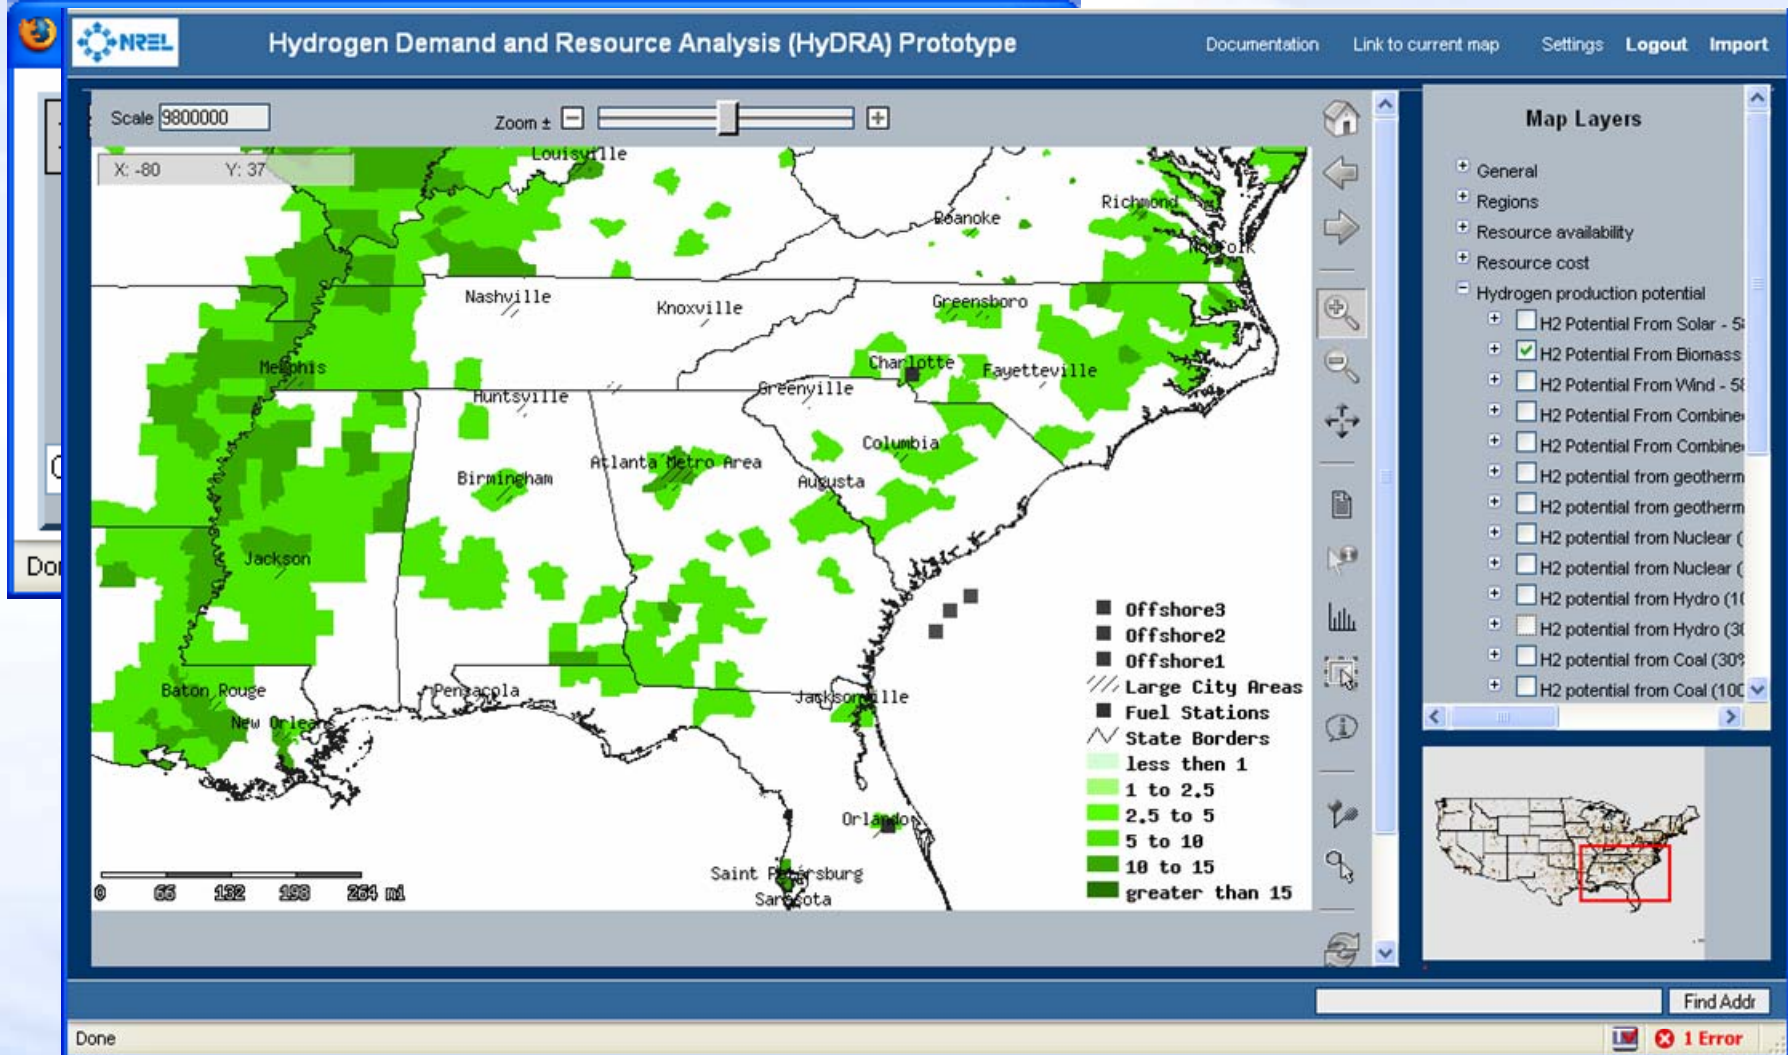 NREL
Hydrogen Demand and Resource Analysis (HyDRA) Prototype
Documentation
Link to current map
Settings
Logout
Import
Scale 9800000
Zoom ±
X: -80 Y: 37
Louisville
Richmond
Roanoke
Norfolk
Nashville
Knoxville
Greensboro
Memphis
Charlotte
Fayetteville
Huntsville
Greenville
Columbia
Atlanta Metro Area
Birmingham
Augusta
Jackson
Baton Rouge
Pensacola
Jacksonville
New Orleans
Orlando
Saint Petersburg
Sarasota
0 66 132 198 264 mi
Offshore3
Offshore2
Offshore1
Large City Areas
Fuel Stations
State Borders
less then 1
1 to 2.5
2.5 to 5
5 to 10
10 to 15
greater than 15
Map Layers
General
Regions
Resource availability
Resource cost
Hydrogen production potential
H2 Potential From Solar - 5
H2 Potential From Biomass
H2 Potential From Wind - 58
H2 Potential From Combine
H2 Potential From Combine
H2 potential from geotherm
H2 potential from geotherm
H2 potential from Nuclear (
H2 potential from Nuclear (
H2 potential from Hydro (10
H2 potential from Hydro (30
H2 potential from Coal (30%
H2 potential from Coal (100
Find Addr
Done
1 Error